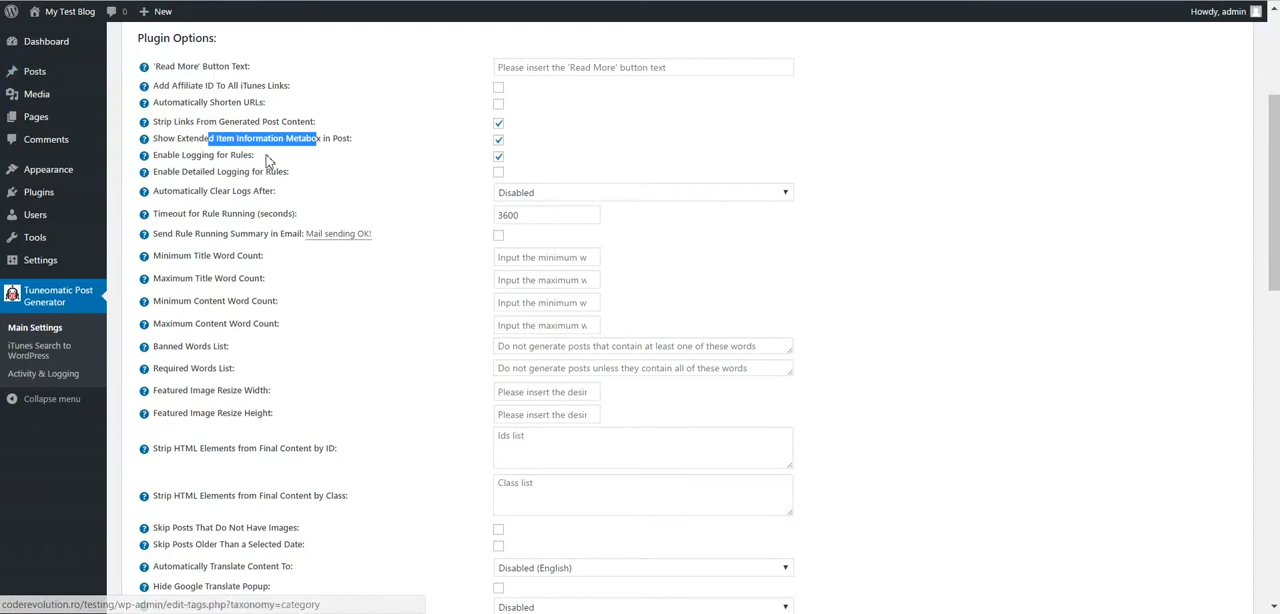 My Test Blog
0
New
Howdy, admin
Dashboard
Posts
Media
Pages
Comments
Appearance
Plugins
Users
Tools
Settings
Tuneomatic Post
Generator
Main Settings
iTunes Search to
WordPress
Activity & Logging
Collapse menu
Plugin Options:
'Read More' Button Text:
Please insert the 'Read More' button text
Add Affiliate ID To All iTunes Links:
Automatically Shorten URLs:
Strip Links From Generated Post Content:
Show Extended Item Information Metabox in Post:
Enable Logging for Rules:
Enable Detailed Logging for Rules:
Automatically Clear Logs After:
Disabled
Timeout for Rule Running (seconds):
3600
Send Rule Running Summary in Email: Mail sending OK!
Minimum Title Word Count:
Input the minimum w
Maximum Title Word Count:
Input the maximum w
Minimum Content Word Count:
Input the minimum w
Maximum Content Word Count:
Input the maximum w
Banned Words List:
Do not generate posts that contain at least one of these words
Required Words List:
Do not generate posts unless they contain all of these words
Featured Image Resize Width:
Please insert the desir
Featured Image Resize Height:
Please insert the desir
Strip HTML Elements from Final Content by ID:
Ids list
Strip HTML Elements from Final Content by Class:
Class list
Skip Posts That Do Not Have Images:
Skip Posts Older Than a Selected Date:
Automatically Translate Content To:
Disabled (English)
Hide Google Translate Popup:
Disabled
coderevolution.ro/testing/wp-admin/edit-tags.php?taxonomy=category